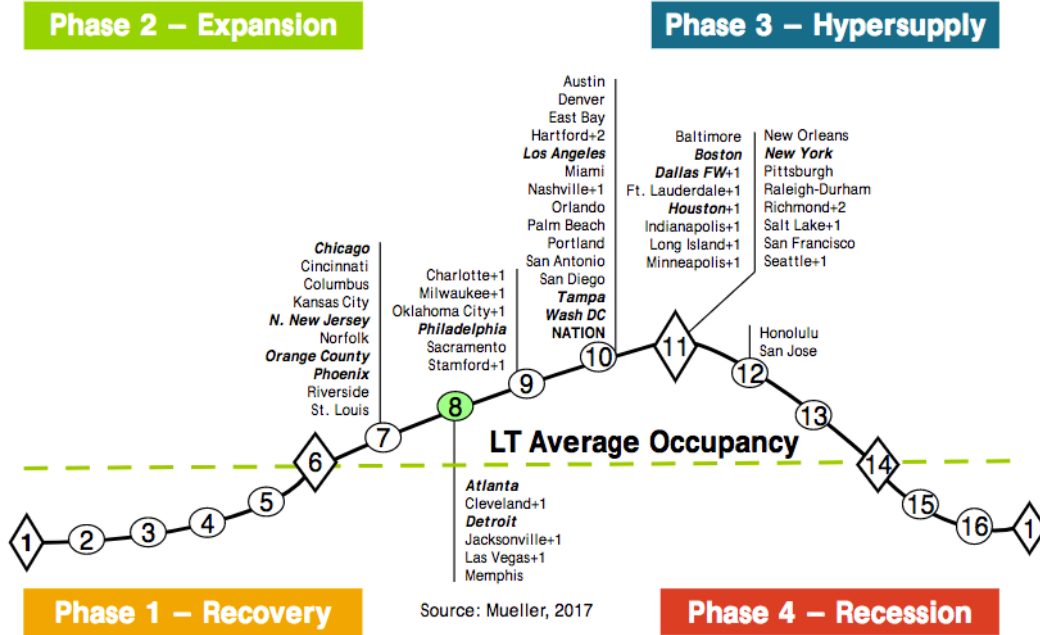 Phase 2 – Expansion
Phase 3 – Hypersupply
Austin
Denver
East Bay
Hartford+2
Los Angeles
Miami
Nashville+1
Orlando
Palm Beach
Portland
San Antonio
San Diego
Tampa
Wash DC
NATION
Baltimore
Boston
Dallas FW+1
Ft. Lauderdale+1
Houston+1
Indianapolis+1
Long Island+1
Minneapolis+1
New Orleans
New York
Pittsburgh
Raleigh-Durham
Richmond+2
Salt Lake+1
San Francisco
Seattle+1
Chicago
Cincinnati
Columbus
Kansas City
N. New Jersey
Norfolk
Orange County
Phoenix
Riverside
St. Louis
Charlotte+1
Milwaukee+1
Oklahoma City+1
Philadelphia
Sacramento
Stamford+1
Honolulu
San Jose
1
2
3
4
5
6
7
8
9
10
11
12
13
14
15
16
1
LT Average Occupancy
Atlanta
Cleveland+1
Detroit
Jacksonville+1
Las Vegas+1
Memphis
Phase 1 – Recovery
Source: Mueller, 2017
Phase 4 – Recession